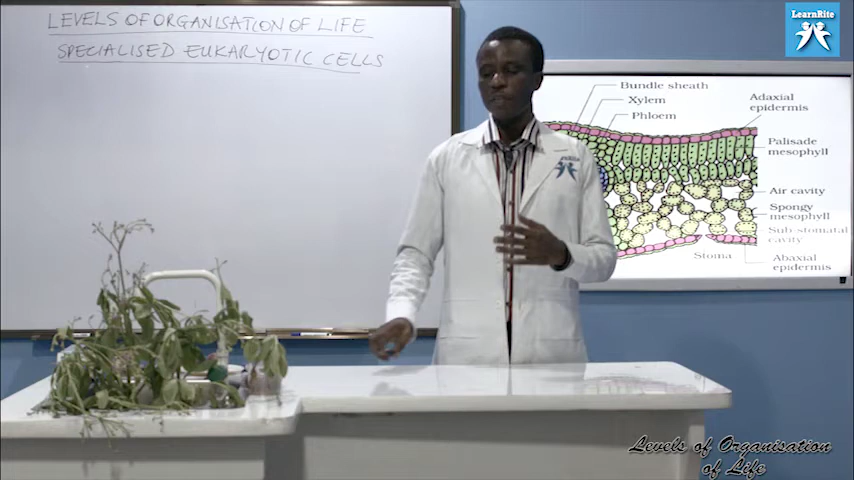 LEVELS OF ORGANISATION OF LIFE
SPECIALISED EUKARYOTIC CELLS
LearnRite
Bundle sheath
Xylem
Phloem
Adaxial
epidermis
Palisade
mesophyll
Air cavity
Spongy
mesophyll
Sub-stomatal
cavity
Stoma
Abaxial
epidermis
Levels of Organisation
of Life